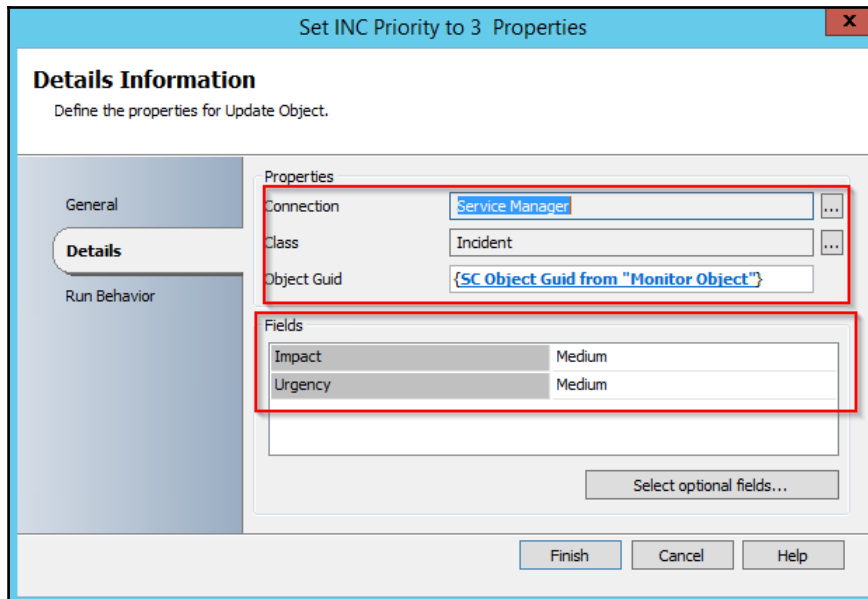 Set INC Priority to 3 Properties
x
Details Information
Define the properties for Update Object.
General
Details
Run Behavior
Properties
Connection Service Manager ...
Class Incident ...
Object Guid {SC Object Guid from "Monitor Object"}
Fields
Impact Medium
Urgency Medium
Select optional fields...
Finish Cancel Help